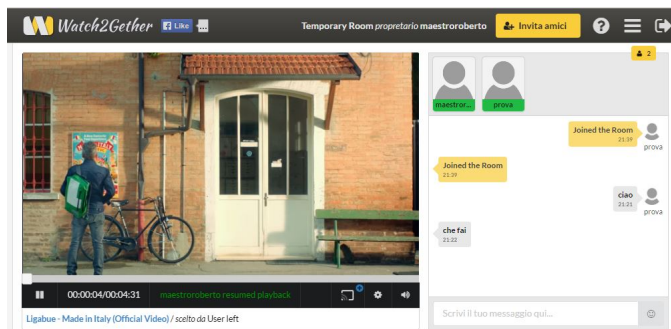 Watch2Gether
Like
Temporary Room proprietario maestroroberto
Invita amici
2
maestror...
prova
Joined the Room
21:39
prova
Joined the Room
21:39
ciao
21:21
prova
che fai
21:22
00:00:04/00:04:31
maestroroberto resumed playback
Ligabue - Made in Italy (Official Video) / scelto da User left
Scrivi il tuo messaggio qui...